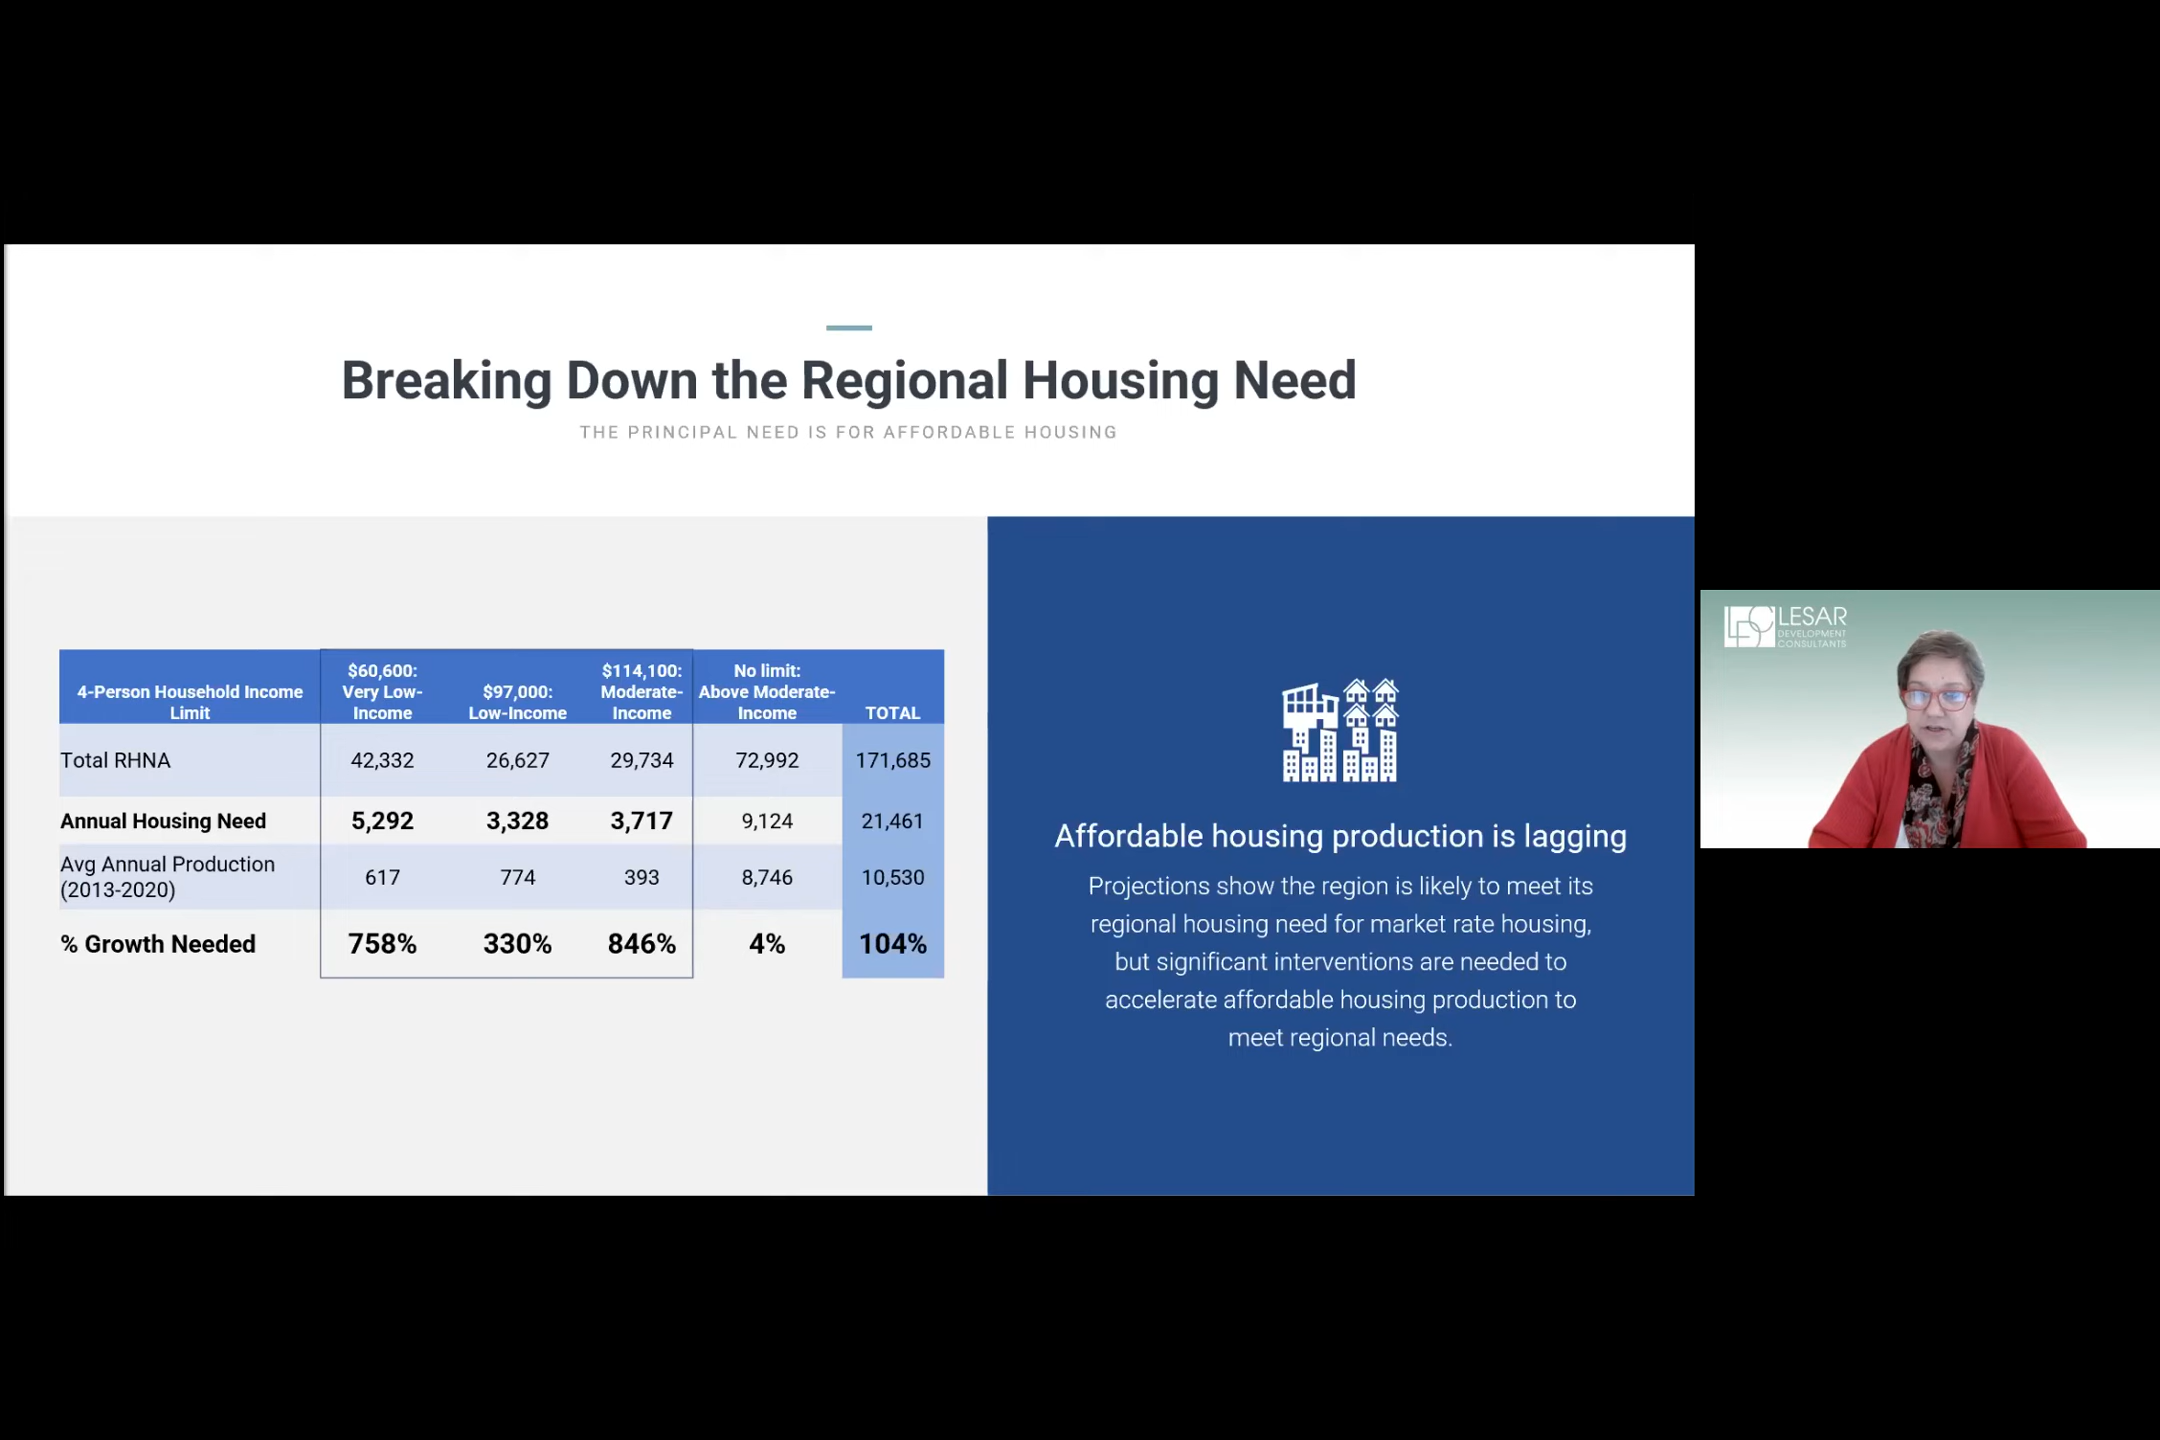 Breaking Down the Regional Housing Need
THE PRINCIPAL NEED IS FOR AFFORDABLE HOUSING
4-Person Household Income
Limit
$60,600:
Very Low-
Income
$97,000:
Low-Income
$114,100:
Moderate-
Income
No limit:
Above Moderate-
Income
TOTAL
Total RHNA 42,332 26,627 29,734 72,992 171,685
Annual Housing Need 5,292 3,328 3,717 9,124 21,461
Avg Annual Production
(2013-2020) 617 774 393 8,746 10,530
% Growth Needed 758% 330% 846% 4% 104%
Affordable housing production is lagging
Projections show the region is likely to meet its
regional housing need for market rate housing,
but significant interventions are needed to
accelerate affordable housing production to
meet regional needs.
LDC
LESAR
DEVELOPMENT
CONSULTANTS